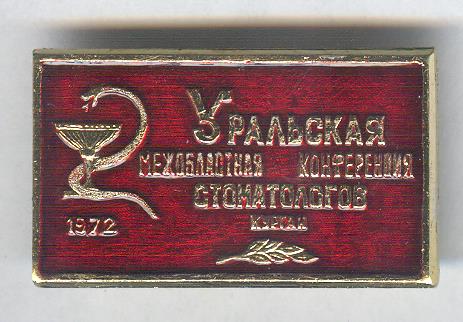 УРАЛЬСКАЯ
МЕЖОБЛАСТНАЯ КОНФЕРЕНЦИЯ
СТОМАТОЛОГОВ
КУРГАН
1972